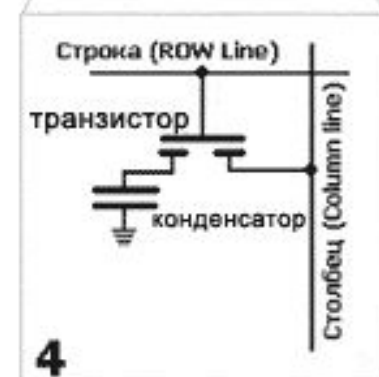 Строка (ROW Line)
транзистор
конденсатор
Столбец (Column line)
4